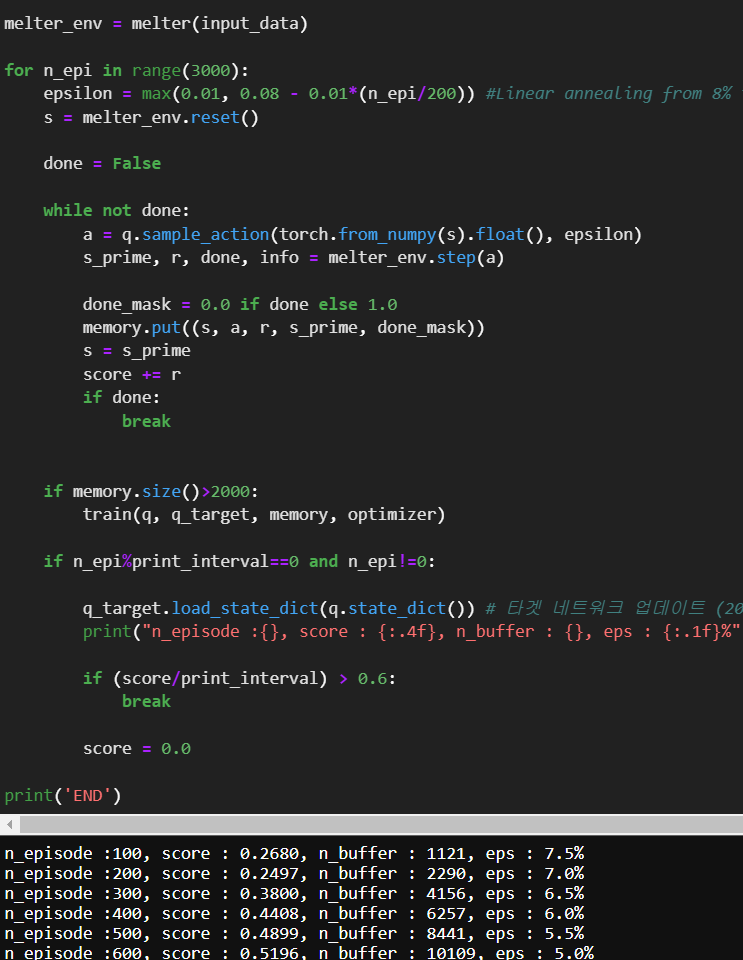 melter_env = melter(input_data)
for n_epi in range(3000):
    epsilon = max(0.01, 0.08 - 0.01*(n_epi/200)) #Linear annealing from 8%
    s = melter_env.reset()
    done = False
    while not done:
        a = q.sample_action(torch.from_numpy(s).float(), epsilon)
        s_prime, r, done, info = melter_env.step(a)
        done_mask = 0.0 if done else 1.0
        memory.put((s, a, r, s_prime, done_mask))
        s = s_prime
        score += r
        if done:
            break
    if memory.size()>2000:
        train(q, q_target, memory, optimizer)
    if n_epi%print_interval==0 and n_epi!=0:
        q_target.load_state_dict(q.state_dict()) # 타겟 네트워크 업데이트 (20
        print("n_episode :{}, score : {:.4f}, n_buffer : {}, eps : {:.1f}%"
        if (score/print_interval) > 0.6:
            break
        score = 0.0
print('END')
n_episode :100, score : 0.2680, n_buffer : 1121, eps : 7.5%
n_episode :200, score : 0.2497, n_buffer : 2290, eps : 7.0%
n_episode :300, score : 0.3800, n_buffer : 4156, eps : 6.5%
n_episode :400, score : 0.4408, n_buffer : 6257, eps : 6.0%
n_episode :500, score : 0.4899, n_buffer : 8441, eps : 5.5%
n_episode :600, score : 0.5196, n_buffer : 10109, eps : 5.0%